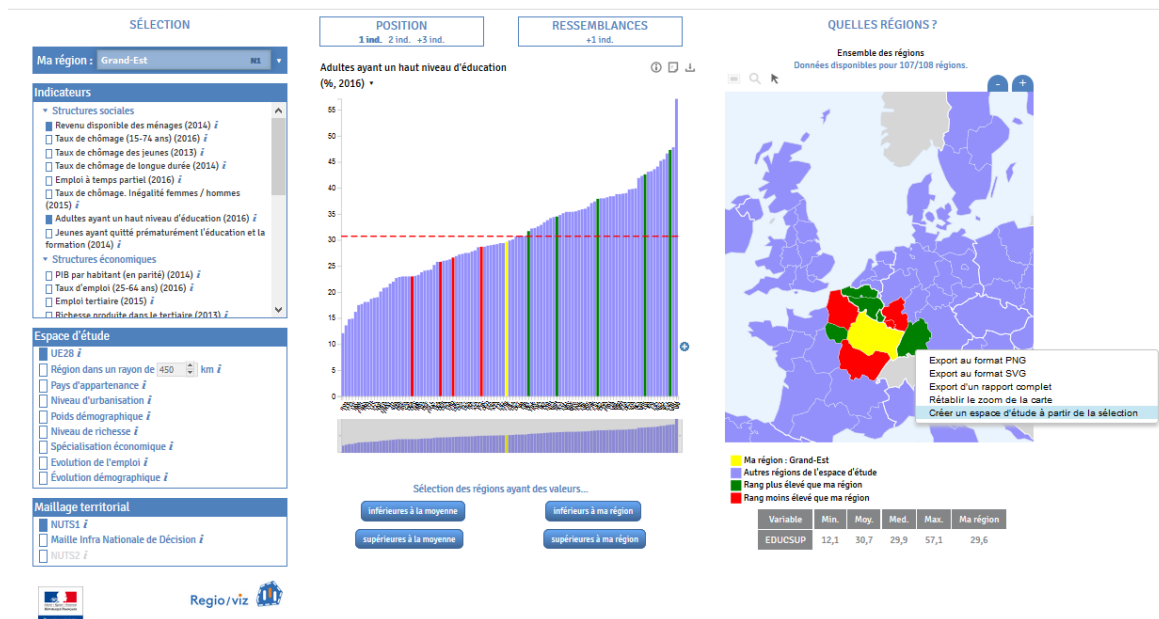 SÉLECTION
Ma région : Grand-Est N1
Indicateurs
Structures sociales
Revenu disponible des ménages (2014) i
Taux de chômage (15-74 ans) (2016) i
Taux de chômage des jeunes (2013) i
Taux de chômage de longue durée (2014) i
Emploi à temps partiel (2016) i
Taux de chômage. Inégalité femmes / hommes
(2015) i
Adultes ayant un haut niveau d'éducation (2016) i
Jeunes ayant quitté prématurément l'éducation et la
formation (2014) i
Structures économiques
PIB par habitant (en parité) (2014) i
Taux d'emploi (25-64 ans) (2016) i
Emploi tertiaire (2015) i
Richesse produite dans le tertiaire (2013) i
Espace d'étude
UE28 i
Région dans un rayon de 450 km i
Pays d'appartenance i
Niveau d'urbanisation i
Poids démographique i
Niveau de richesse i
Spécialisation économique i
Evolution de l'emploi i
Évolution démographique i
Maillage territorial
NUTS1 i
Maille Infra Nationale de Décision i
NUTS2 i
Regio/viz
POSITION
1 ind. 2 ind. +3 ind.
RESSEMBLANCES
+1 ind.
Adultes ayant un haut niveau d'éducation
(%, 2016)
55
50
45
40
35
30
25
20
15
10
5
0
Sélection des régions ayant des valeurs...
inférieures à la moyenne
inférieurs à ma région
supérieures à la moyenne
supérieures à ma région
QUELLES RÉGIONS ?
Ensemble des régions
Données disponibles pour 107/108 régions.
- +
Export au format PNG
Export au format SVG
Export d'un rapport complet
Rétablir le zoom de la carte
Créer un espace d'étude à partir de la sélection
Ma région : Grand-Est
Autres régions de l'espace d'étude
Rang plus élevé que ma région
Rang moins élevé que ma région
Variable Min. Moy. Med. Max. Ma région
EDUCSUP 12,1 30,7 29,9 57,1 29,6